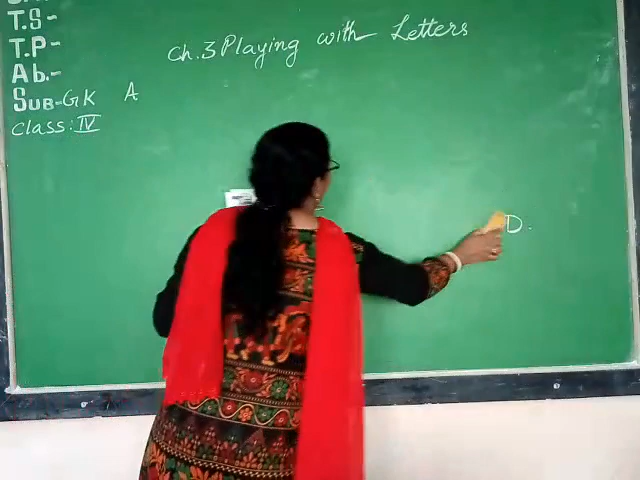 T.S-
T.P-
Ab.-
SUB-GK A
Class: IV
Ch.3 Playing with Letters
D.